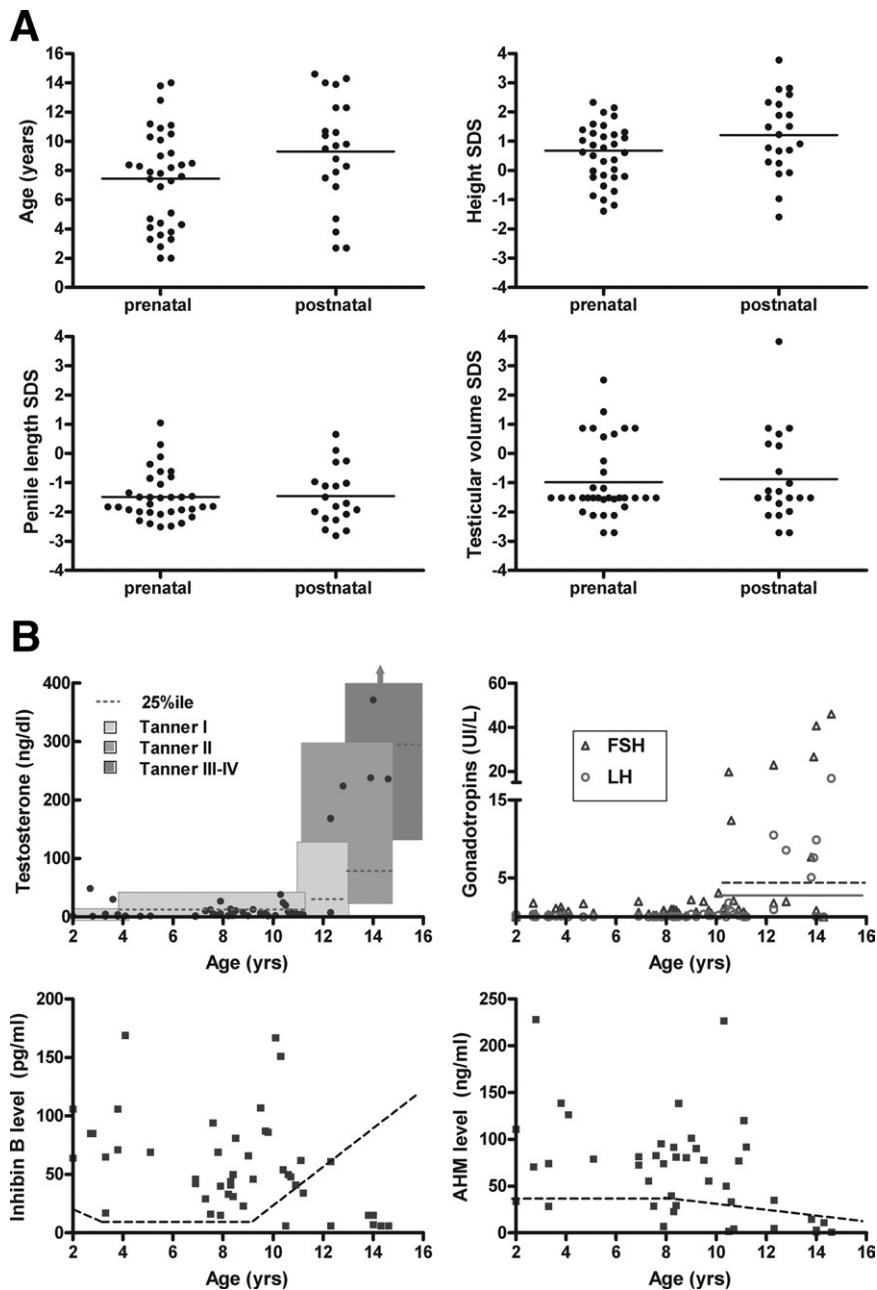 A
Age (years)
16
14
12
10
8
6
4
2
0
prenatal
postnatal
Height SDS
4
3
2
1
0
-1
-2
-3
-4
prenatal
postnatal
Penile length SDS
4
3
2
1
0
-1
-2
-3
-4
prenatal
postnatal
Testicular volume SDS
4
3
2
1
0
-1
-2
-3
-4
prenatal
postnatal
B
Testosterone (ng/dl)
400
300
200
100
0
25%ile
Tanner I
Tanner II
Tanner III-IV
2 4 6 8 10 12 14 16
Age (yrs)
Gonadotropins (UI/L)
60
40
20
15
5
FSH
LH
2 4 6 8 10 12 14 16
Age (yrs)
Inhibin B level (pg/ml)
200
150
100
50
0
2 4 6 8 10 12 14 16
Age (yrs)
AHM level (ng/ml)
250
200
150
100
50
0
2 4 6 8 10 12 14 16
Age (yrs)